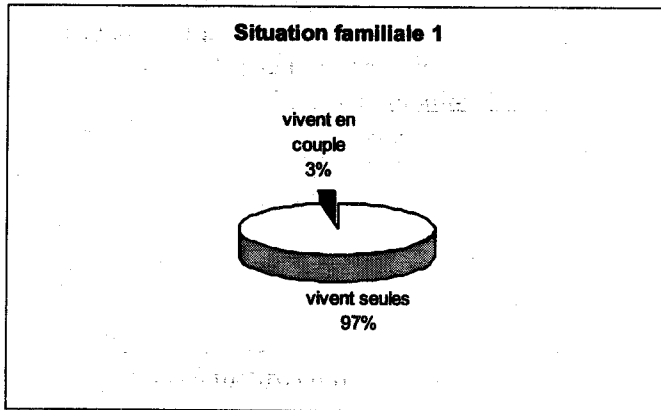 Situation familiale 1
vivent en
couple
3%
vivent seules
97%